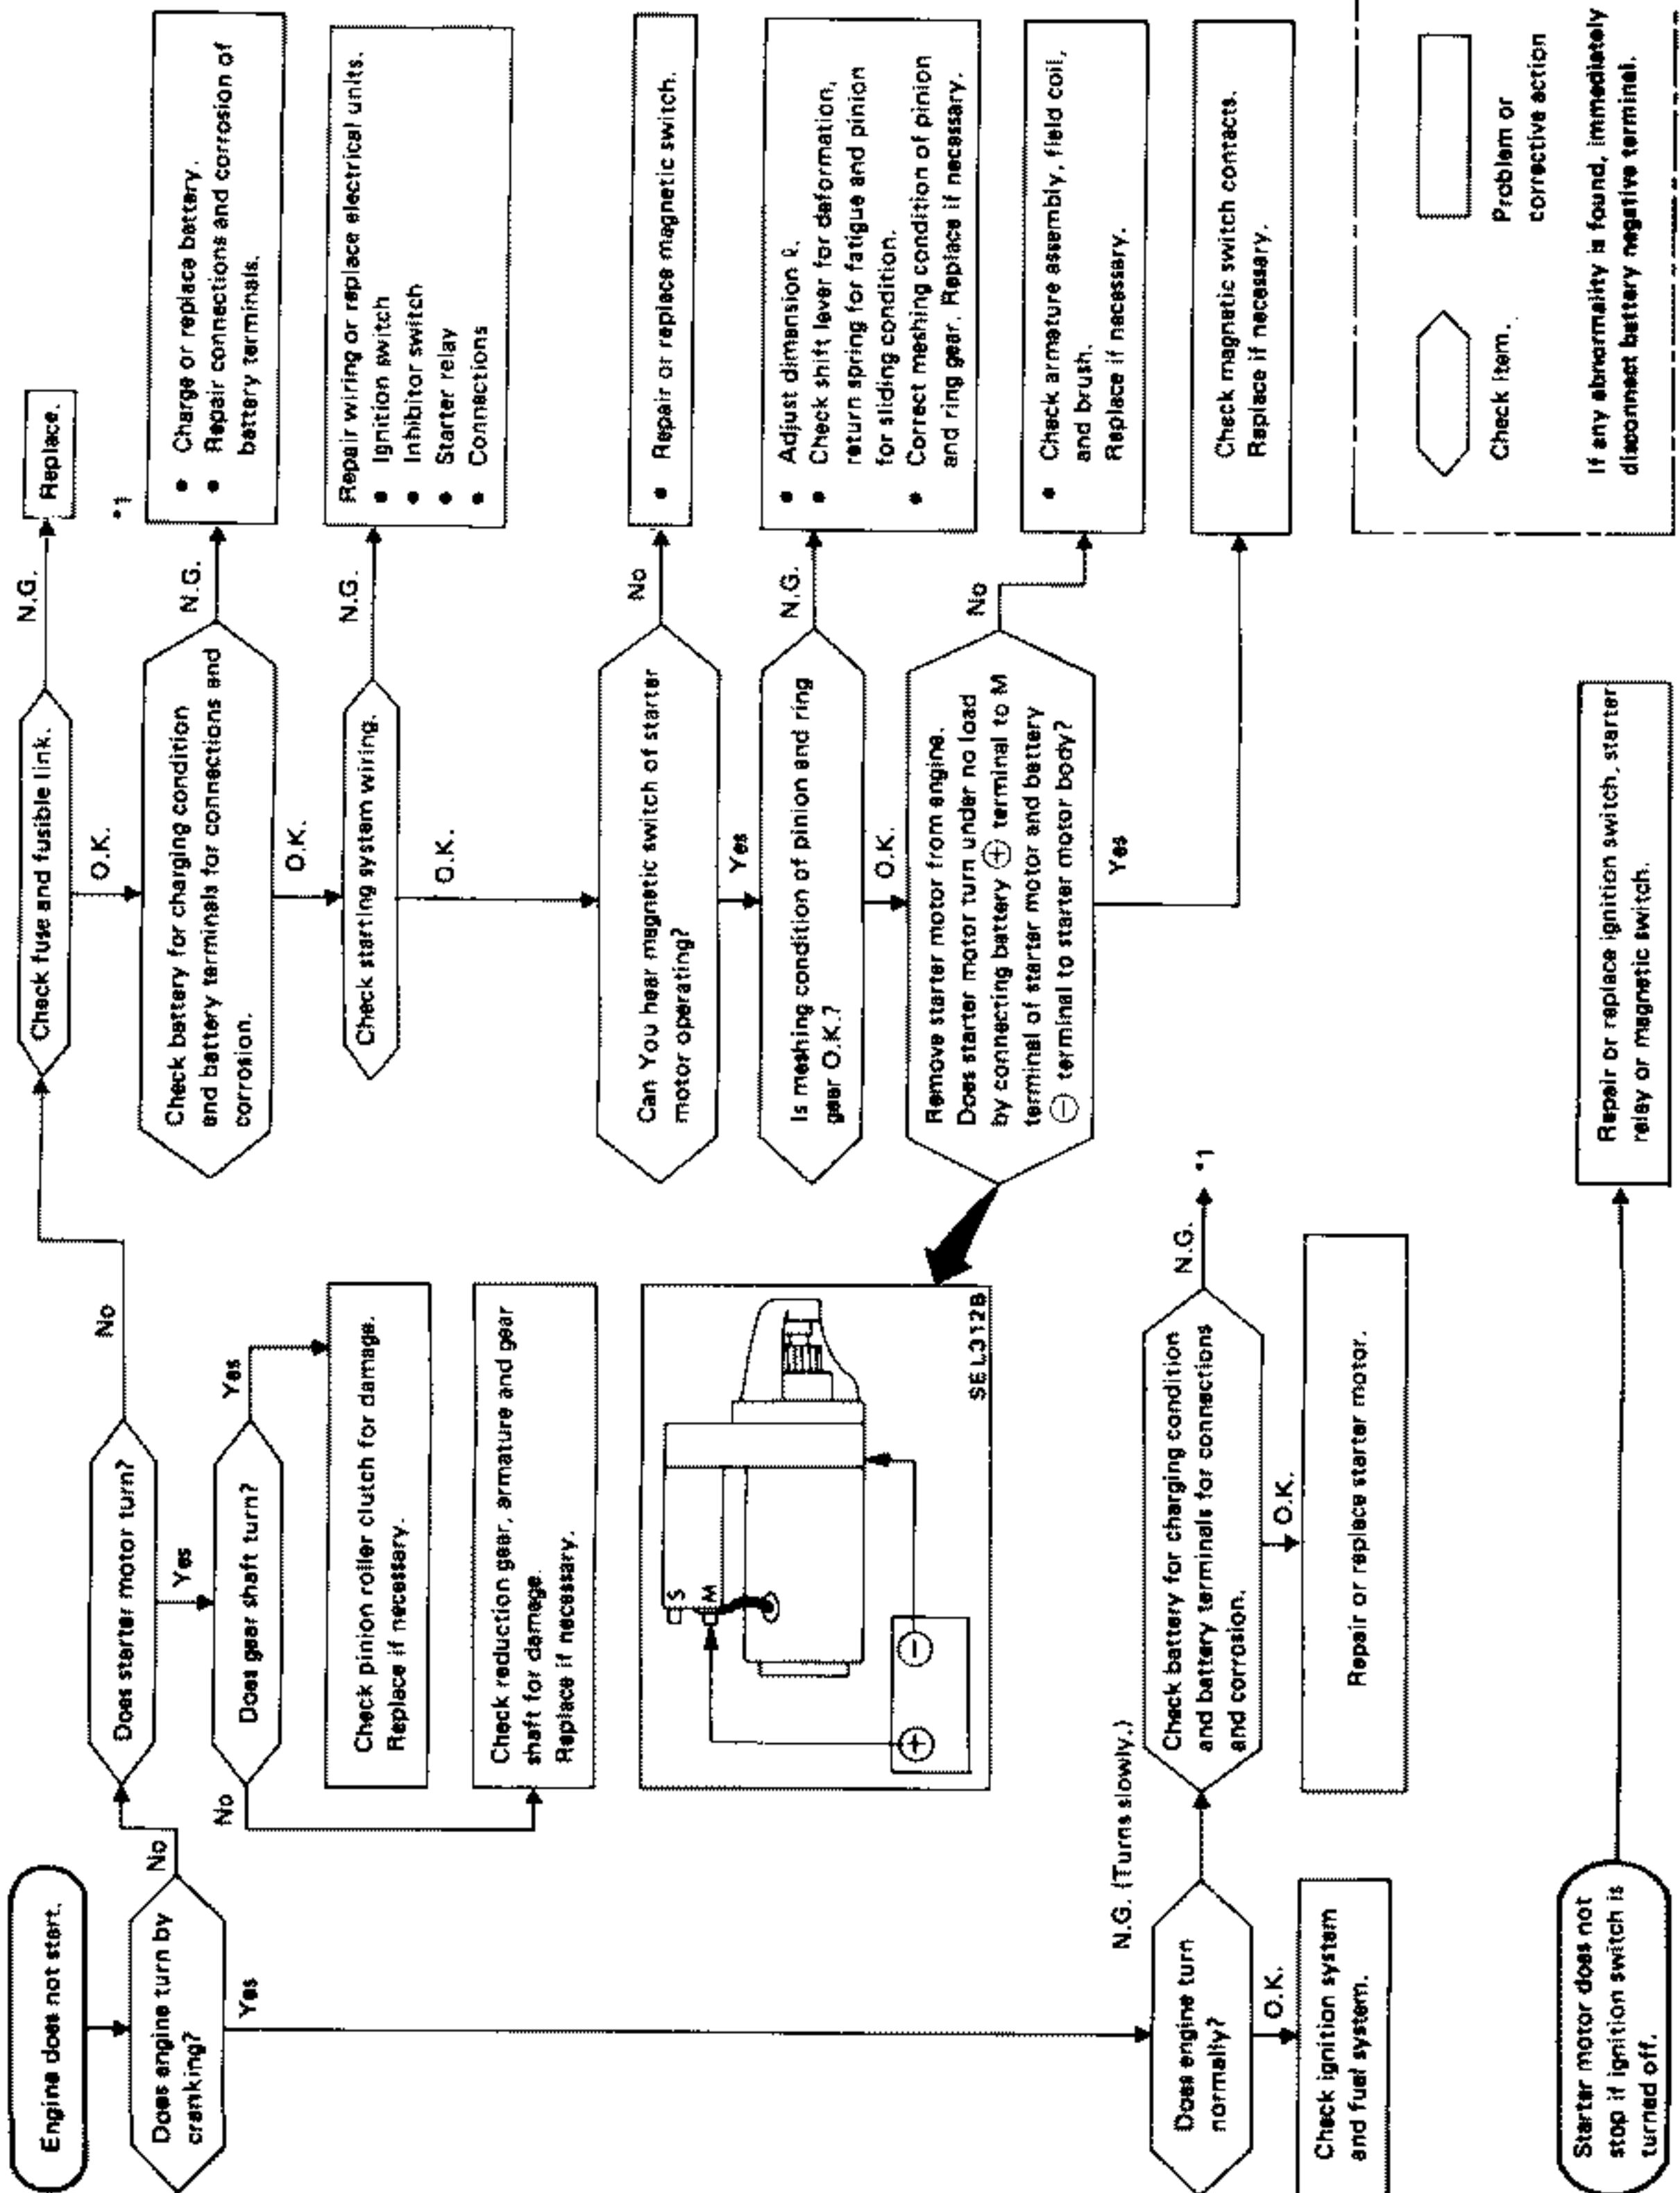 Engine does not start.
Does engine turn by
cranking?
No
Yes
Does starter motor turn?
No
Yes
Does gear shaft turn?
Yes
No
Check pinion roller clutch for damage.
Replace if necessary.
Check reduction gear, armature and gear
shaft for damage.
Replace if necessary.
Check fuse and fusible link.
N.G.
Replace.
O.K.
*1
Check battery for charging condition
and battery terminals for connections and
corrosion.
N.G.
• Charge or replace battery.
• Repair connections and corrosion of
battery terminals.
O.K.
Check starting system wiring.
N.G.
Repair wiring or replace electrical units.
• Ignition switch
• Inhibitor switch
• Starter relay
• Connections
O.K.
Can You hear magnetic switch of starter
motor operating?
No
• Repair or replace magnetic switch.
Yes
Is meshing condition of pinion and ring
gear O.K.?
N.G.
• Adjust dimension ℓ.
• Check shift lever for deformation,
return spring for fatigue and pinion
for sliding condition.
• Correct meshing condition of pinion
and ring gear. Replace if necessary.
O.K.
Remove starter motor from engine.
Does starter motor turn under no load
by connecting battery ⊕ terminal to M
terminal of starter motor and battery
⊖ terminal to starter motor body?
No
• Check armature assembly, field coil,
and brush.
Replace if necessary.
Yes
Check magnetic switch contacts.
Replace if necessary.
S
M
⊕
⊖
SEL312B
Does engine turn
normally?
N.G. (Turns slowly.)
O.K.
Check ignition system
and fuel system.
Check battery for charging condition
and battery terminals for connections
and corrosion.
N.G.
*1
O.K.
Repair or replace starter motor.
Starter motor does not
stop if ignition switch is
turned off.
Repair or replace ignition switch, starter
relay or magnetic switch.
Check item.
Problem or
corrective action
If any abnormality is found, immediately
disconnect battery negative terminal.